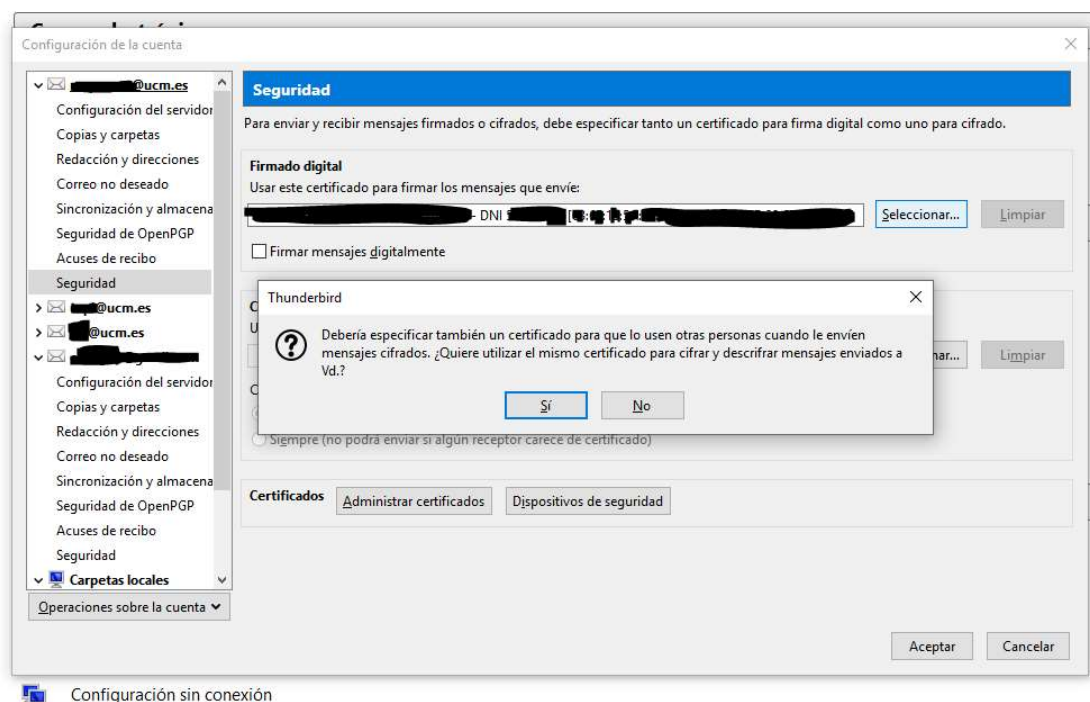 Configuración de la cuenta
@ucm.es
Configuración del servidor
Copias y carpetas
Redacción y direcciones
Correo no deseado
Sincronización y almacena
Seguridad de OpenPGP
Acuses de recibo
Seguridad
@ucm.es
@ucm.es
Configuración del servidor
Copias y carpetas
Redacción y direcciones
Correo no deseado
Sincronización y almacena
Seguridad de OpenPGP
Acuses de recibo
Seguridad
Carpetas locales
Operaciones sobre la cuenta
Seguridad
Para enviar y recibir mensajes firmados o cifrados, debe especificar tanto un certificado para firma digital como uno para cifrado.
Firmado digital
Usar este certificado para firmar los mensajes que envíe:
- DNI
Seleccionar...
Limpiar
Firmar mensajes digitalmente
Thunderbird
Debería especificar también un certificado para que lo usen otras personas cuando le envíen
mensajes cifrados. ¿Quiere utilizar el mismo certificado para cifrar y descrifrar mensajes enviados a
Vd.?
Sí
No
nar...
Limpiar
Siempre (no podrá enviar si algún receptor carece de certificado)
Certificados
Administrar certificados
Dispositivos de seguridad
Aceptar
Cancelar
Configuración sin conexión